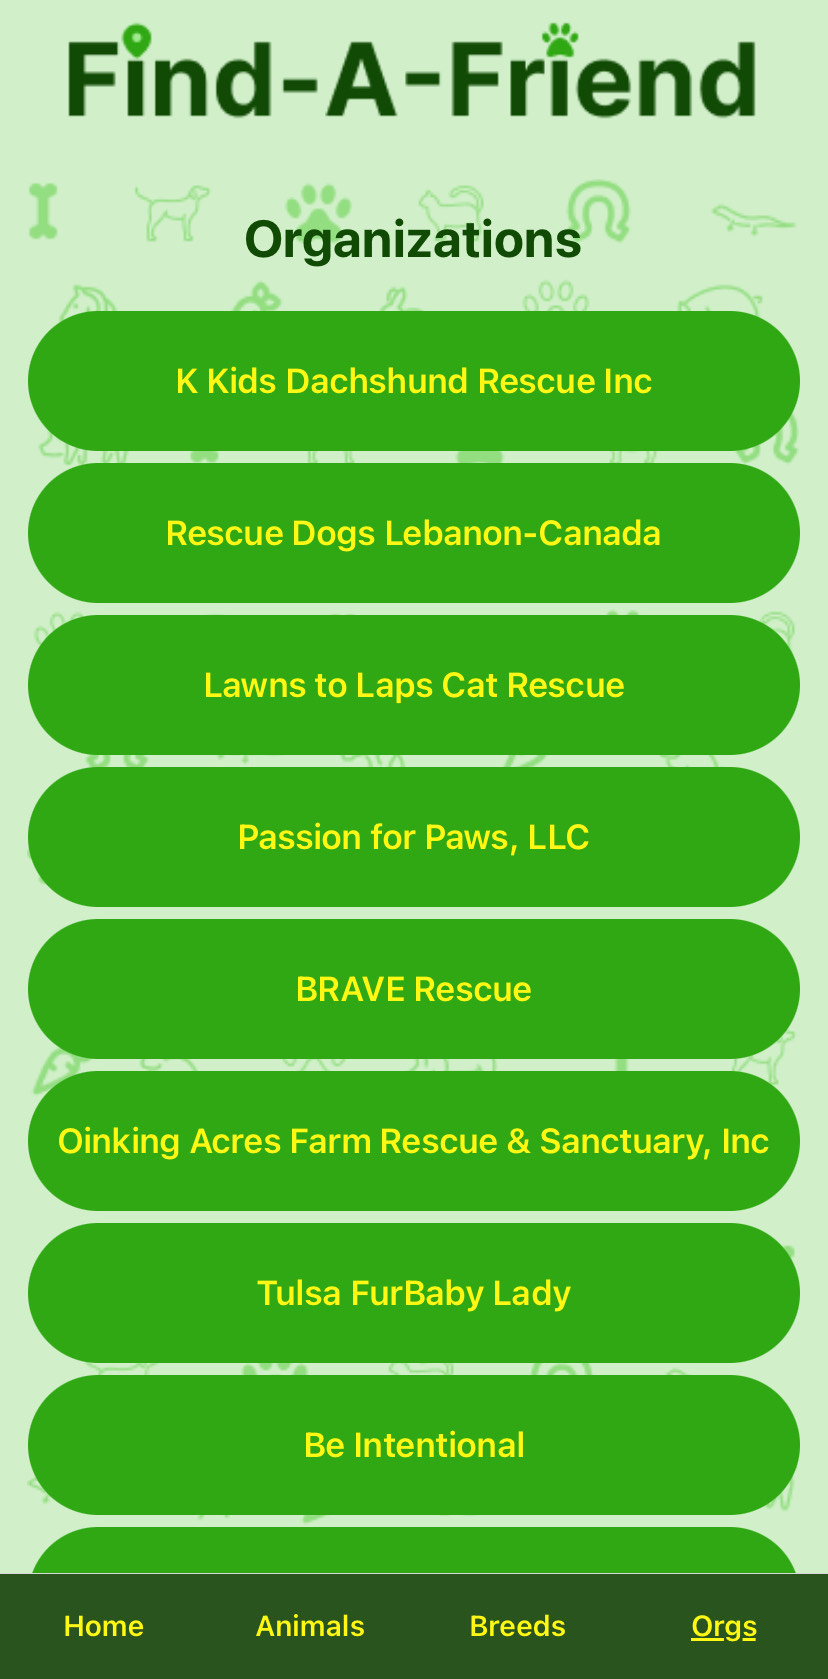 Find-A-Friend
Organizations
K Kids Dachshund Rescue Inc
Rescue Dogs Lebanon-Canada
Lawns to Laps Cat Rescue
Passion for Paws, LLC
BRAVE Rescue
Oinking Acres Farm Rescue & Sanctuary, Inc
Tulsa FurBaby Lady
Be Intentional
Home Animals Breeds Orgs